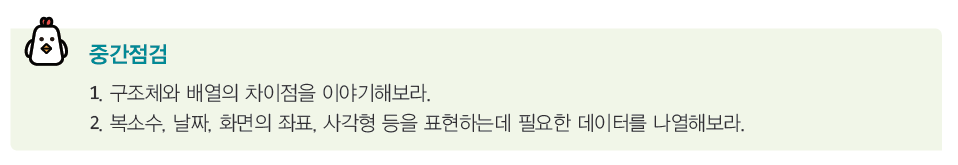 중간점검
1. 구조체와 배열의 차이점을 이야기해보라.
2. 복소수, 날짜, 화면의 좌표, 사각형 등을 표현하는데 필요한 데이터를 나열해보라.